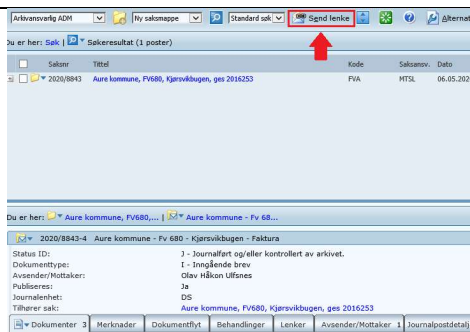 Arkivansvarlig ADM Ny saksmappe Standard søk Send lenke Alternat
Du er her: Søk | Søkeresultat (1 poster)
Saksnr Tittel Kode Saksansv. Dato
2020/8843 Aure kommune, FV680, Kjørsvikbugen, ges 2016253 FVA MTSL 06.05.202
Du er her: Aure kommune, FV680,... | Aure kommune - Fv 68...
2020/8843-4 Aure kommune - Fv 680 - Kjørsvikbugen - Faktura
Status ID: J - Journalført og/eller kontrollert av arkivet.
Dokumenttype: I - Inngående brev
Avsender/Mottaker: Olav Håkon Ulfsnes
Publiseres: Ja
Journalenhet: DS
Tilhører sak: Aure kommune, FV680, Kjørsvikbugen, ges 2016253
Dokumenter 3 Merknader Dokumentflyt Behandlinger Lenker Avsender/Mottaker 1 Journalpostdetalj